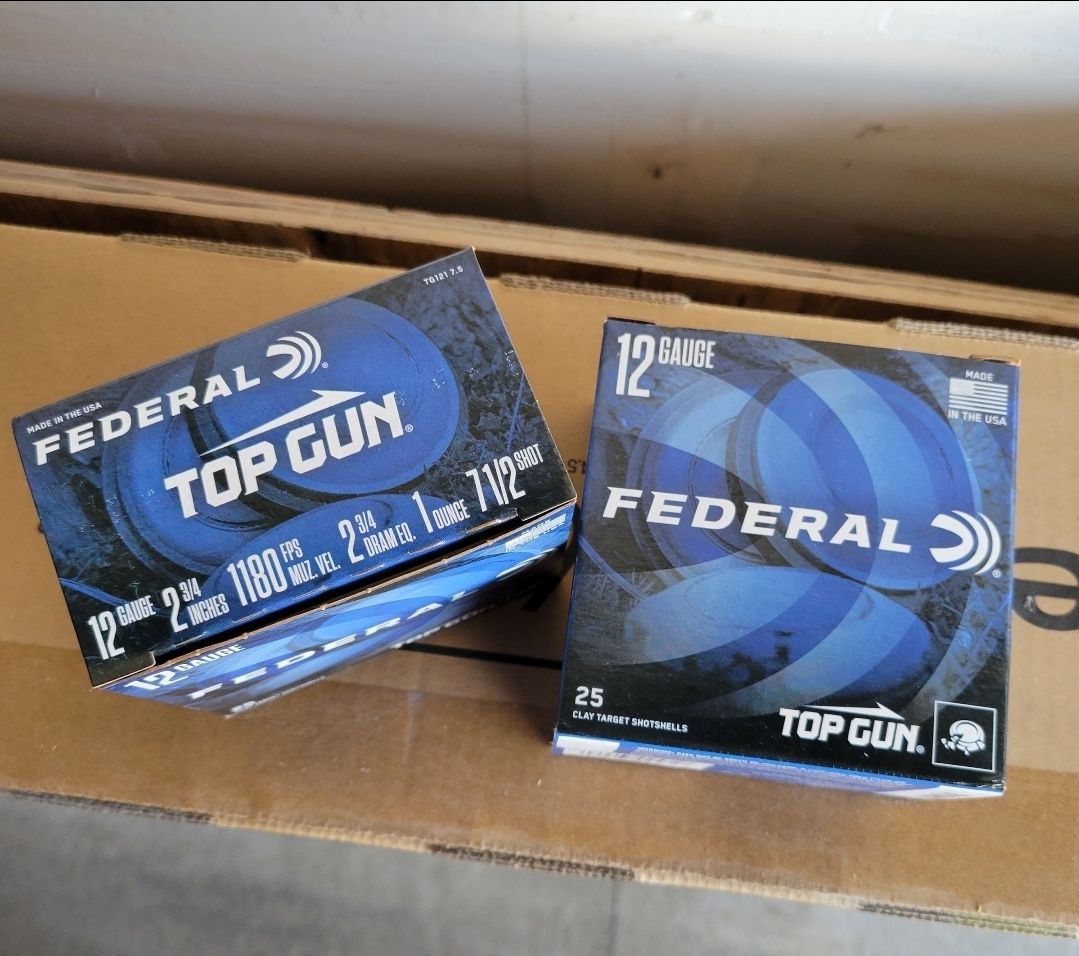 TG121 7.5
MADE IN THE USA
FEDERAL®
TOP GUN®
12 GAUGE 2 3/4 INCHES 1180 FPS MUZ. VEL. 2 3/4 DRAM EQ. 1 OUNCE 7 1/2 SHOT
12 GAUGE
FEDERAL
12 GAUGE
MADE
IN THE USA
FEDERAL®
25
CLAY TARGET SHOTSHELLS
TOP GUN®
e